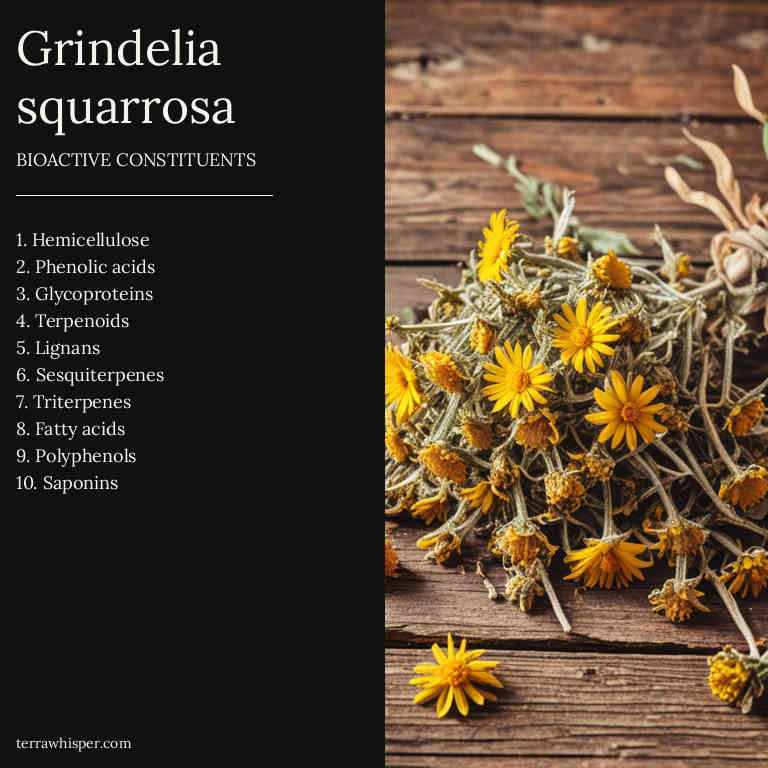 Grindelia
squarrosa
BIOACTIVE CONSTITUENTS
1. Hemicellulose
2. Phenolic acids
3. Glycoproteins
4. Terpenoids
5. Lignans
6. Sesquiterpenes
7. Triterpenes
8. Fatty acids
9. Polyphenols
10. Saponins
terrawhisper.com